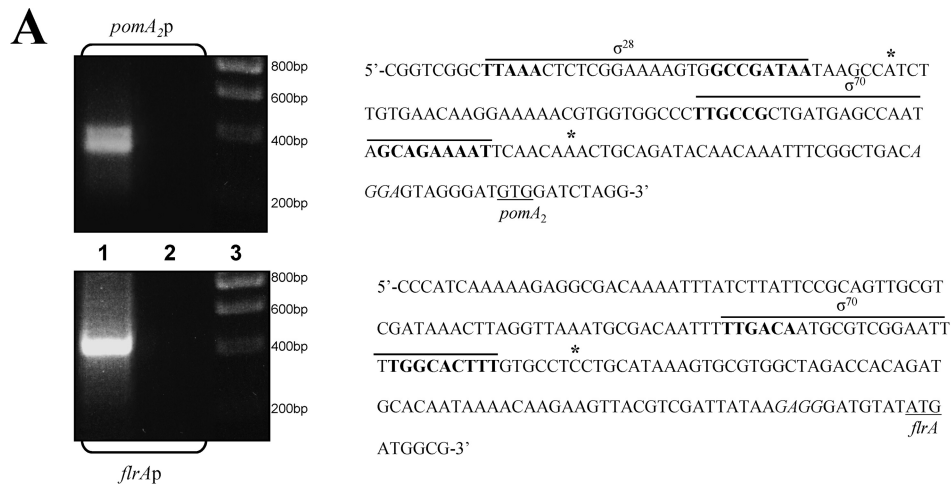 A
pomA₂p
800bp
600bp
400bp
200bp
1 2 3
800bp
600bp
400bp
200bp
flrAp
σ²⁸
*
5’-CGGTCGGCTTTAAACTCTCGGAAAAGTGGGCCGATAATAAGCCATCT
σ⁷⁰
TGTGAACAAGGAAAAACGTGGTGGCCCTTGCCGCTGATGAGCCAAT
*
AGCAGAAAATTCAACAAACTGCAGATACAACAAATTTCGGCTGACA
GGAGTAGGGATGTGGATCTAGG-3’
pomA₂
5’-CCCATCAAAAAGAGGCGACAAAATTTATCTTATTCCGCAGTTGCGT
σ⁷⁰
CGATAAACTTAGGTTAAATGCGACAATTTTTGACAATGCGTCGGAATT
*
TTGGCACTTTGTGCCTCCTGCATAAAGTGCGTGGCTAGACCACAGAT
GCACAATAAAACAAGAAGTTACGTCGATTATAAGAGGGATGTATATG
flrA
ATGGCG-3’